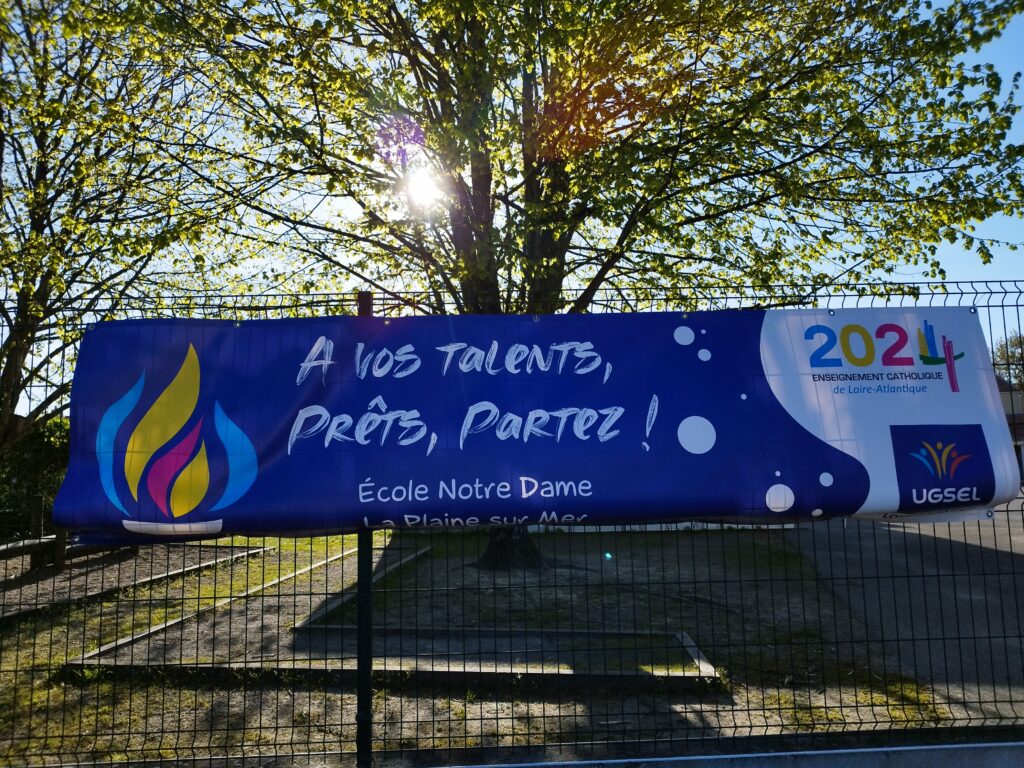 A vos talents,
Prêts, Partez !
École Notre Dame
La Plaine sur Mer
2024
ENSEIGNEMENT CATHOLIQUE
de Loire-Atlantique
UGSEL